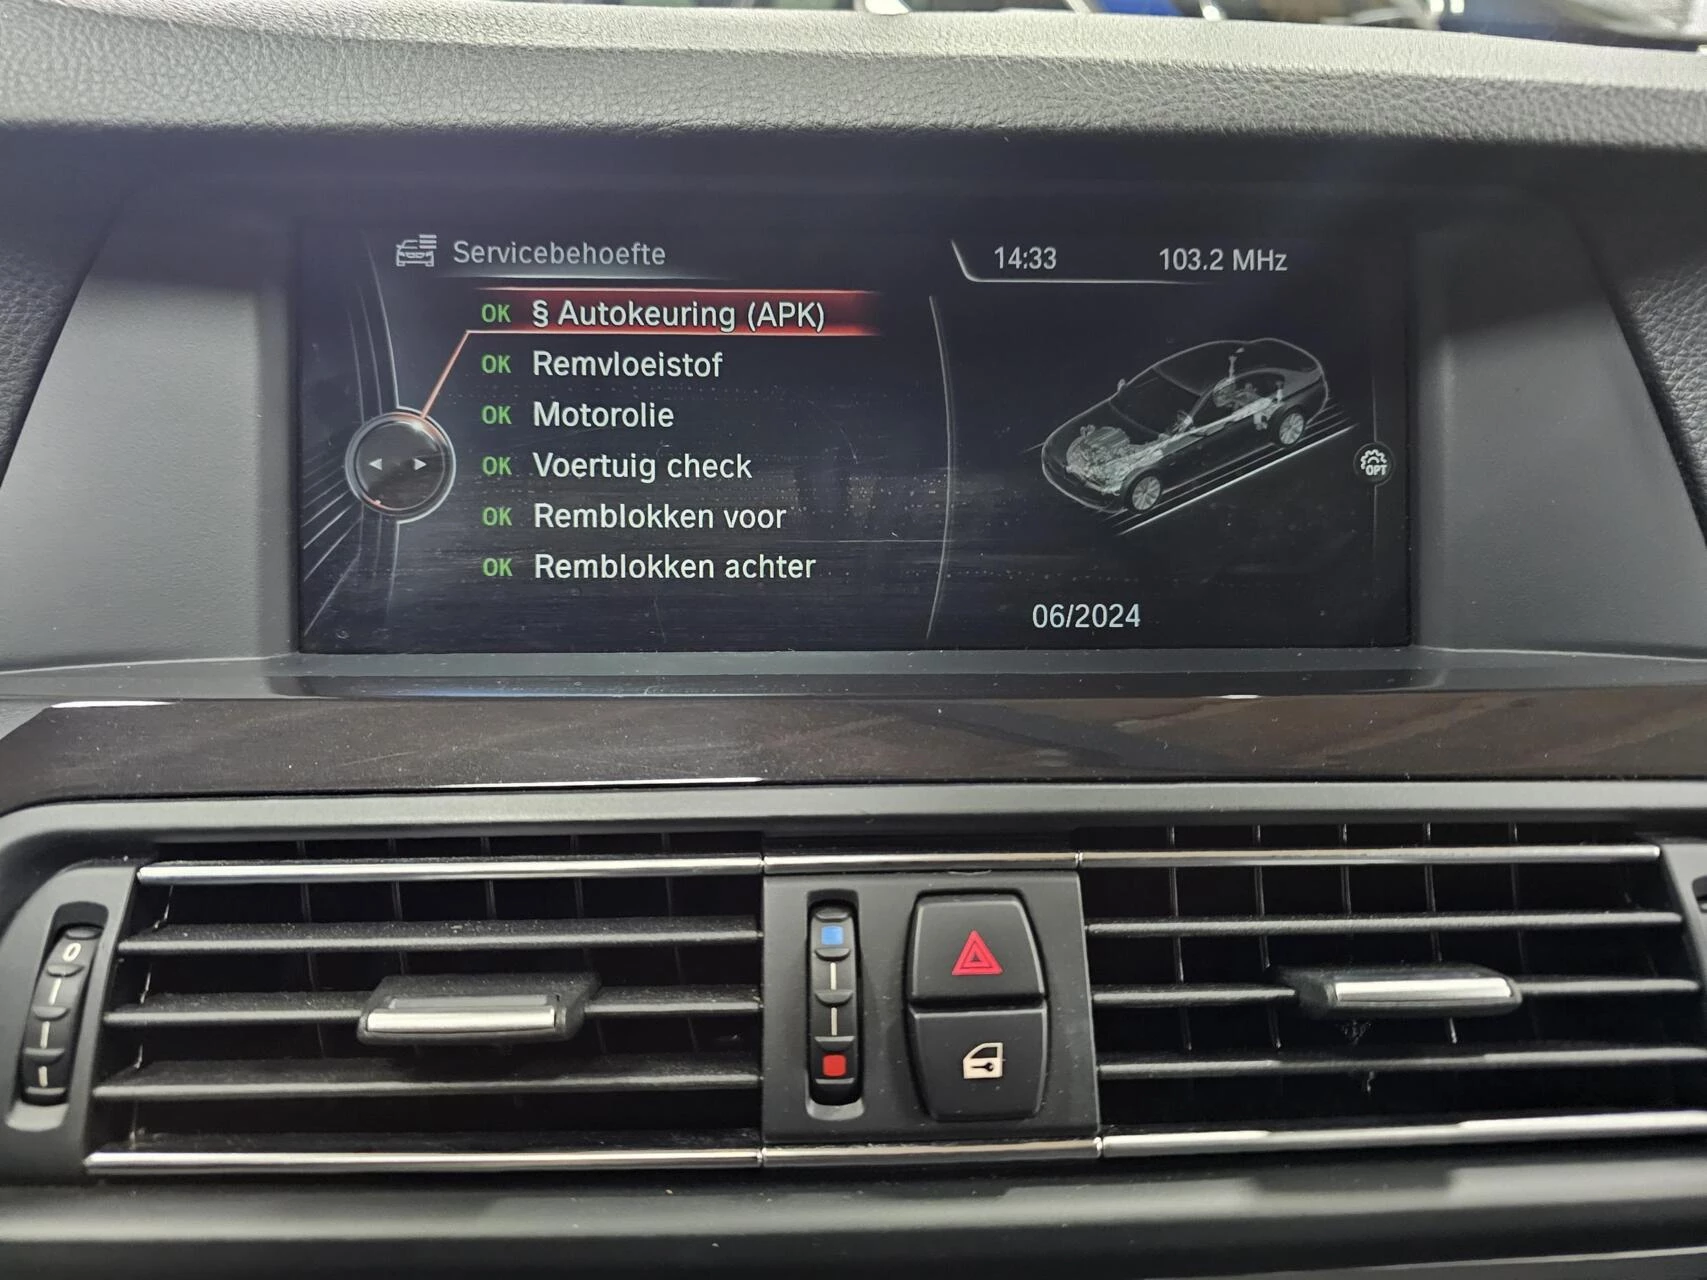 Servicebehoefte
14:33 103.2 MHz
OK § Autokeuring (APK)
OK Remvloeistof
OK Motorolie
OK Voertuig check
OK Remblokken voor
OK Remblokken achter
OPT
06/2024
0